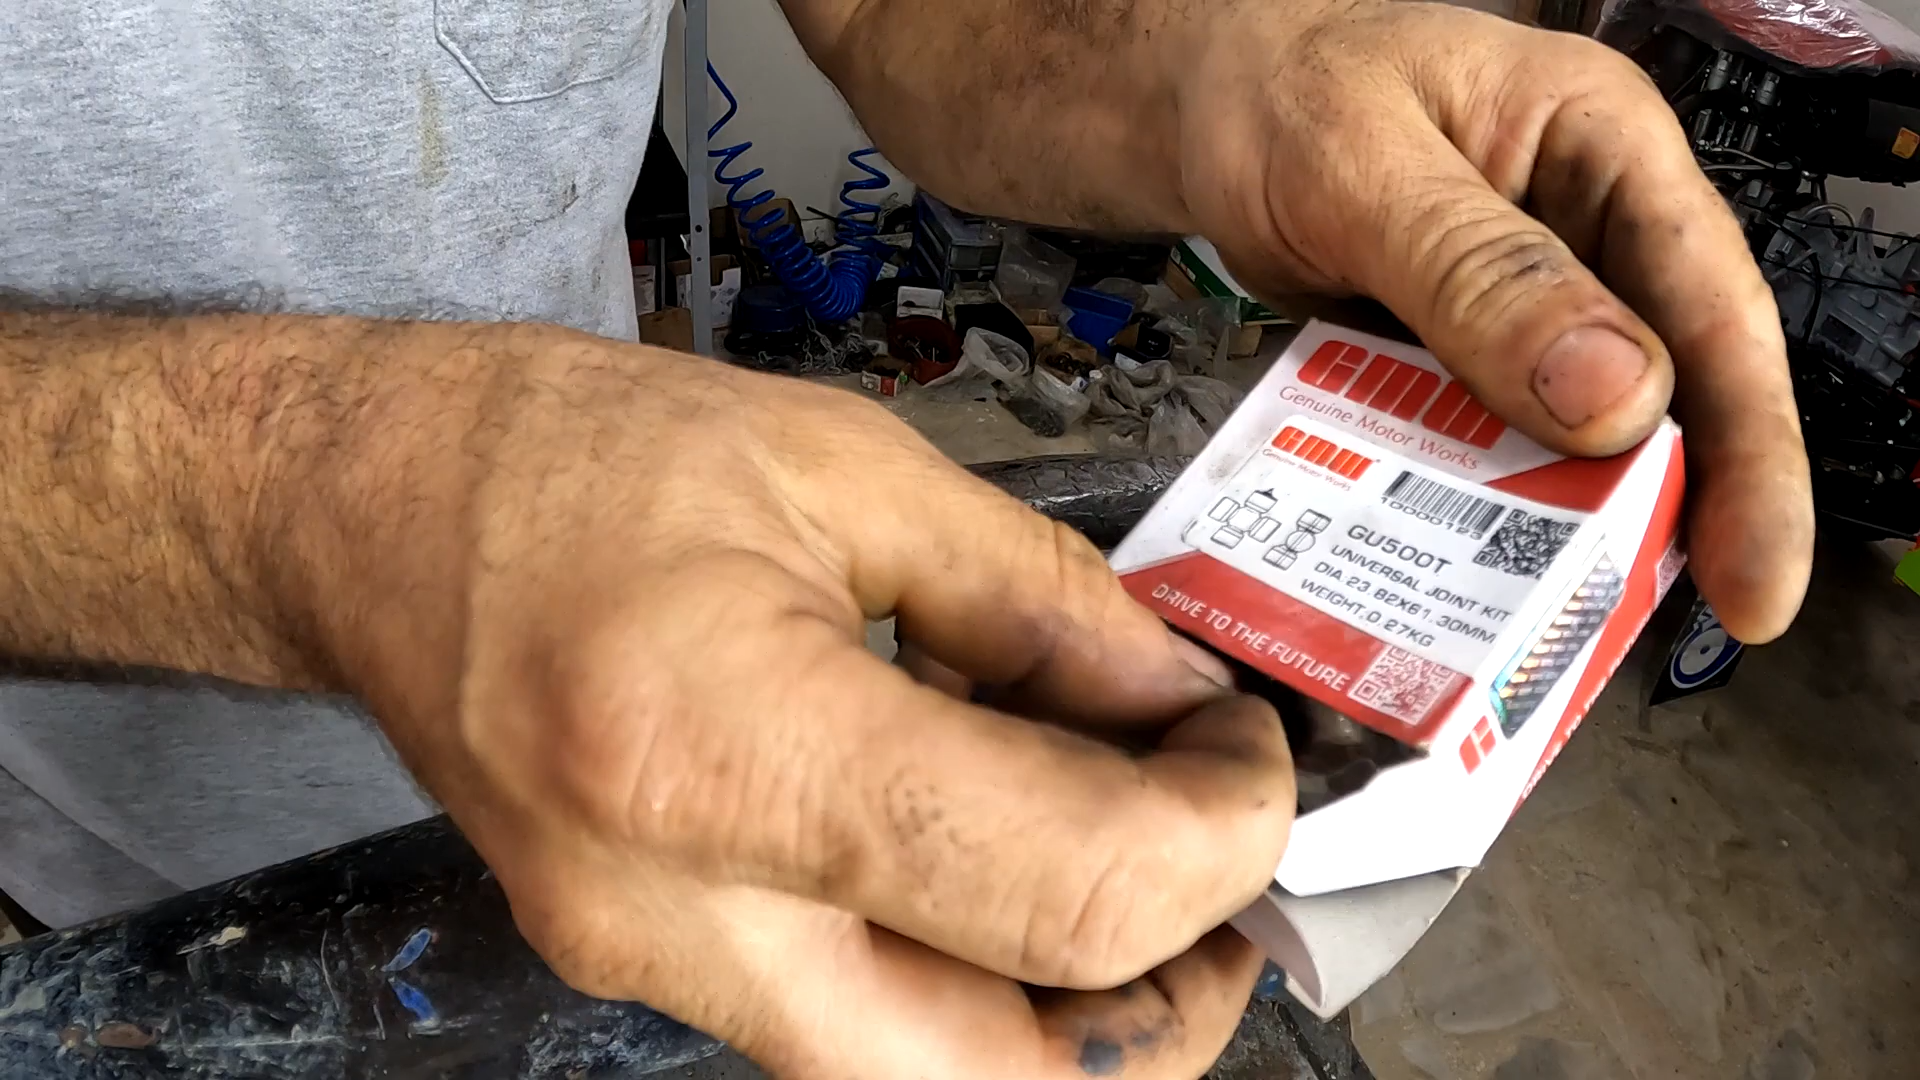 GMW
Genuine Motor Works
GMW
Genuine Motor Works
10000123
GU500T
UNIVERSAL JOINT KIT
DIA:23.82X61.30MM
WEIGHT:0.27KG
DRIVE TO THE FUTURE